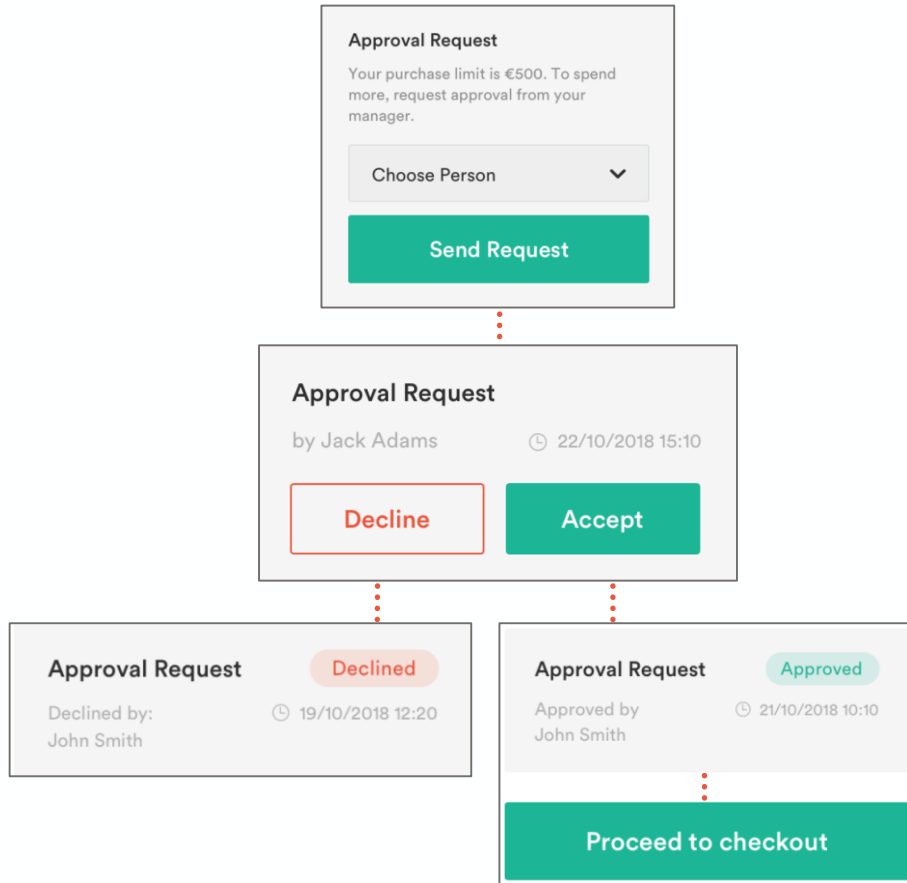 Approval Request
Your purchase limit is €500. To spend
more, request approval from your
manager.
Choose Person
Send Request
Approval Request
by Jack Adams
22/10/2018 15:10
Decline
Accept
Approval Request
Declined
Declined by:
John Smith
19/10/2018 12:20
Approval Request
Approved
Approved by
John Smith
21/10/2018 10:10
Proceed to checkout